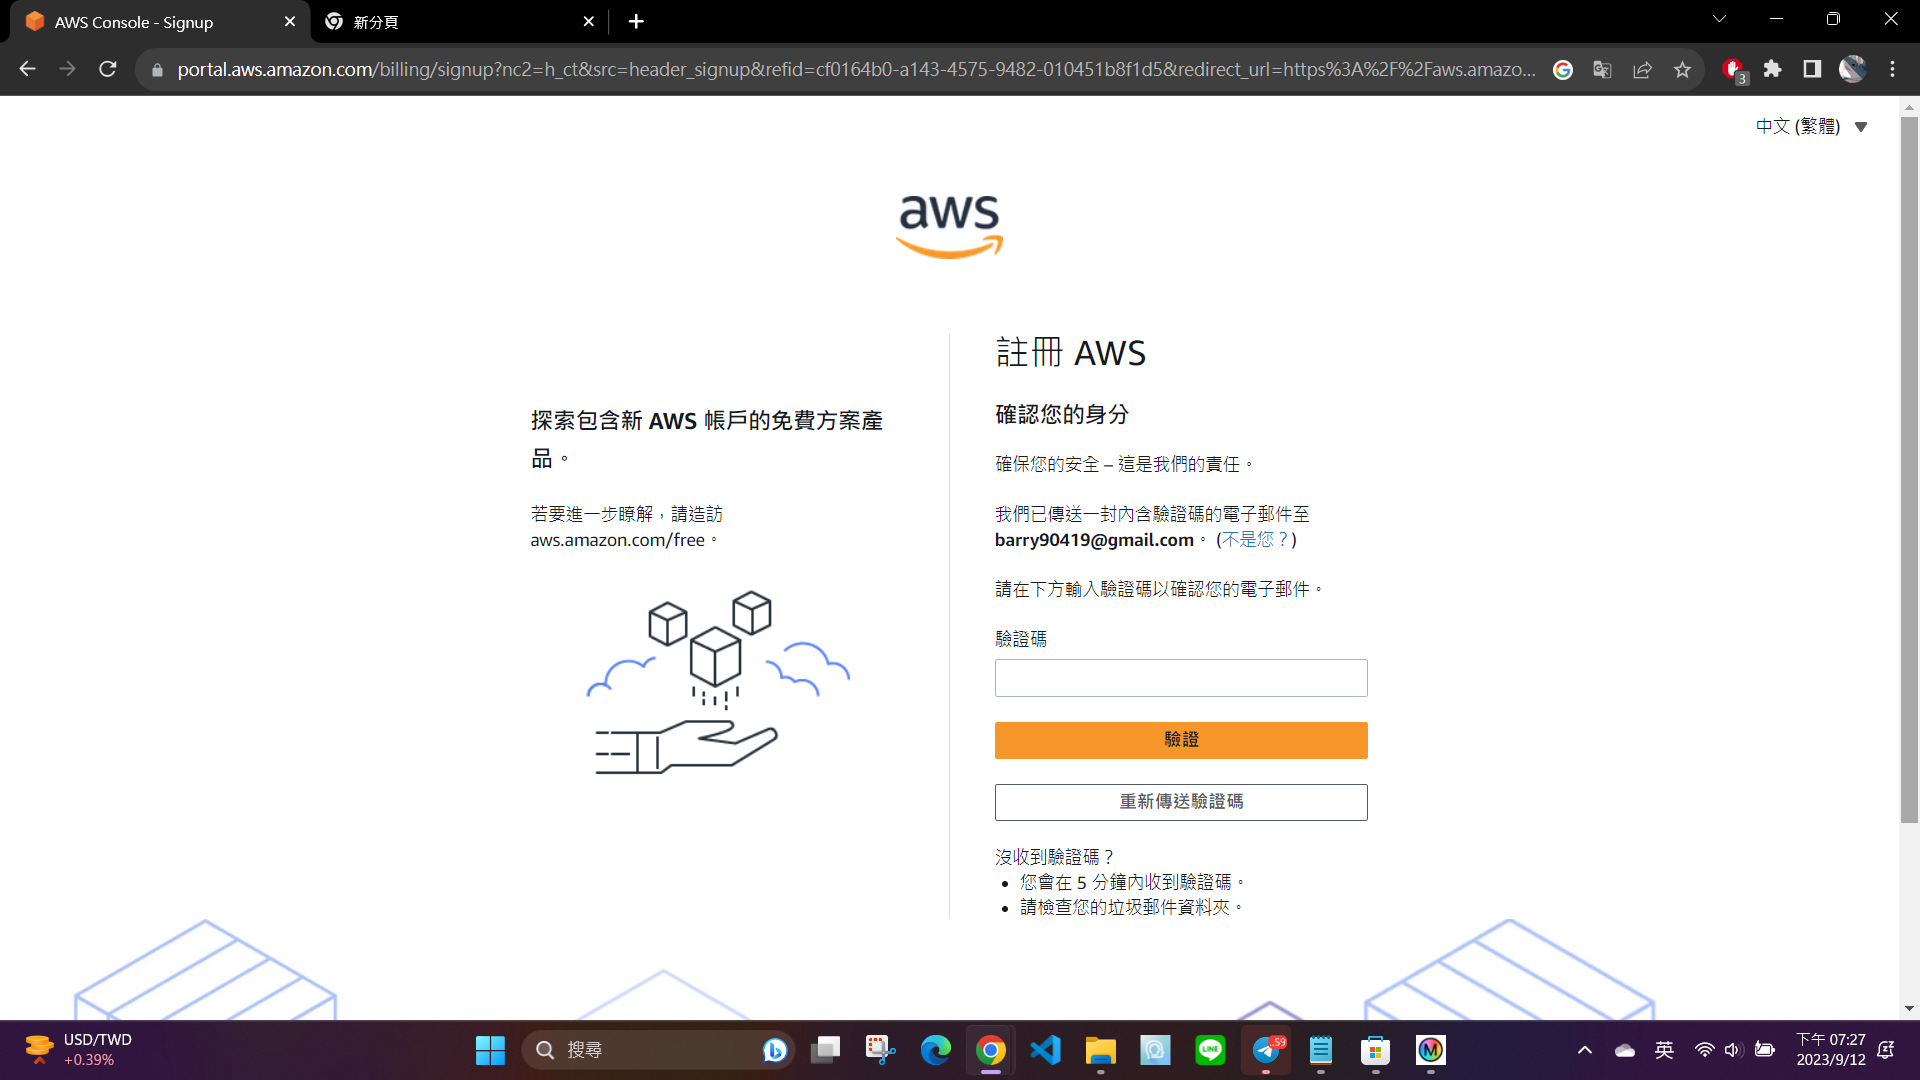 AWS Console - Signup
新分頁
portal.aws.amazon.com/billing/signup?nc2=h_ct&src=header_signup&refid=cf0164b0-a143-4575-9482-010451b8f1d5&redirect_url=https%3A%2F%2Faws.amazo...
3
中文 (繁體)
aws
註冊 AWS
確認您的身分
確保您的安全 – 這是我們的責任。
我們已傳送一封內含驗證碼的電子郵件至
barry90419@gmail.com。 (不是您？)
請在下方輸入驗證碼以確認您的電子郵件。
驗證碼
驗證
重新傳送驗證碼
沒收到驗證碼？
您會在 5 分鐘內收到驗證碼。
請檢查您的垃圾郵件資料夾。
探索包含新 AWS 帳戶的免費方案產
品。
若要進一步瞭解，請造訪
aws.amazon.com/free。
USD/TWD
+0.39%
搜尋
LINE
..59
M
英
下午 07:27
2023/9/12